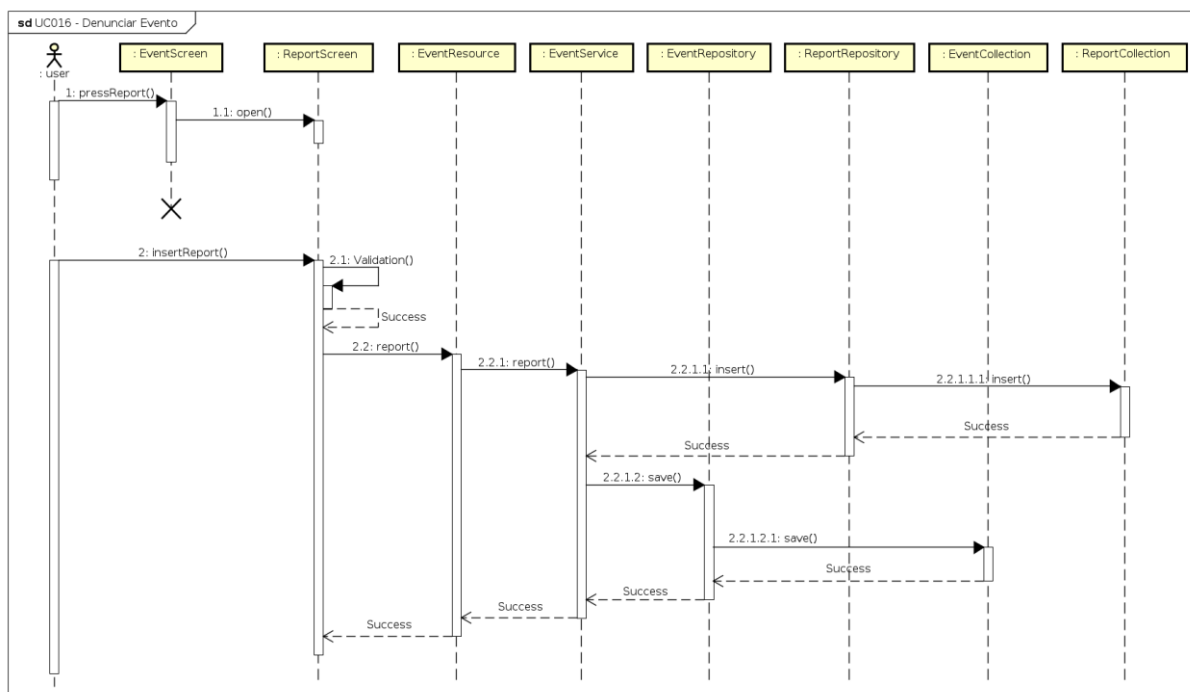 sd UC016 - Denunciar Evento
: user
: EventScreen
: ReportScreen
: EventResource
: EventService
: EventRepository
: ReportRepository
: EventCollection
: ReportCollection
1: pressReport()
1.1: open()
2: insertReport()
2.1: Validation()
Success
2.2: report()
2.2.1: report()
2.2.1.1: insert()
2.2.1.1.1: insert()
Success
Success
2.2.1.2: save()
2.2.1.2.1: save()
Success
Success
Success
Success